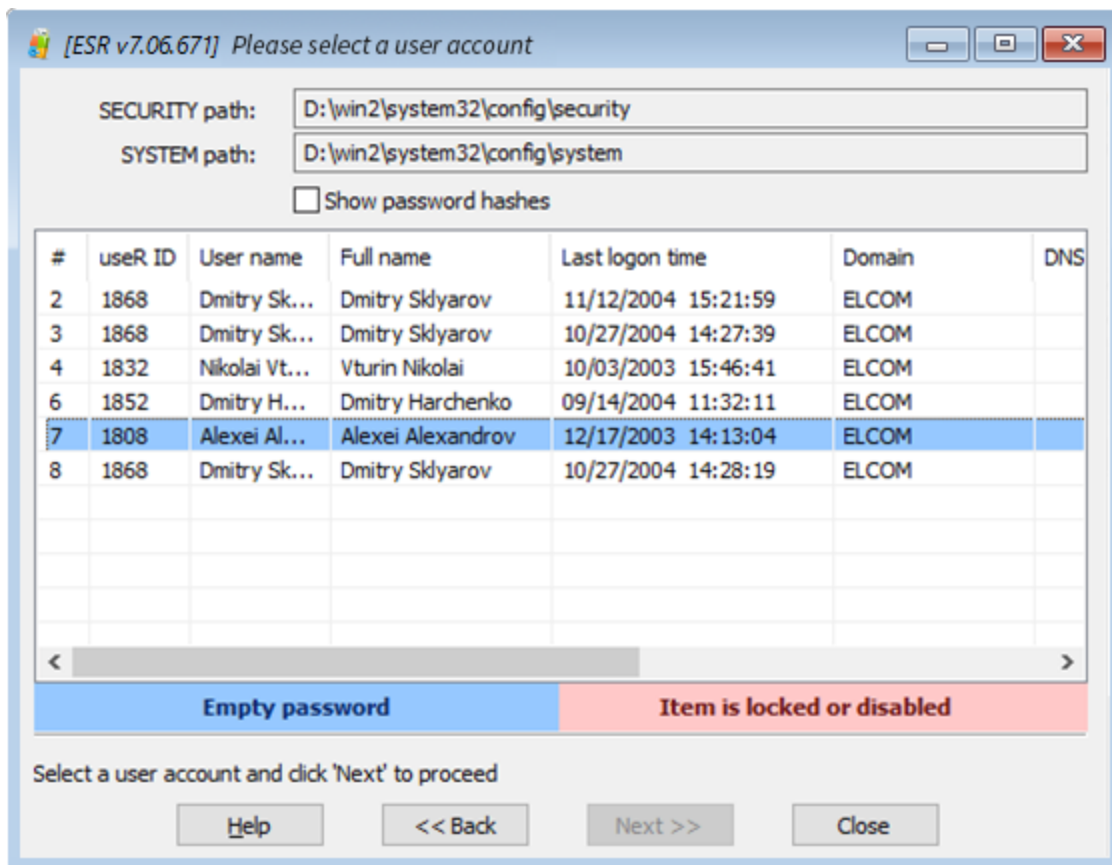 [ESR v7.06.671] Please select a user account
SECURITY path: D:\win2\system32\config\security
SYSTEM path: D:\win2\system32\config\system
Show password hashes
# useR ID User name Full name Last logon time Domain DNS
2 1868 Dmitry Sk... Dmitry Sklyarov 11/12/2004 15:21:59 ELCOM
3 1868 Dmitry Sk... Dmitry Sklyarov 10/27/2004 14:27:39 ELCOM
4 1832 Nikolai Vt... Vturin Nikolai 10/03/2003 15:46:41 ELCOM
6 1852 Dmitry H... Dmitry Harchenko 09/14/2004 11:32:11 ELCOM
7 1808 Alexei Al... Alexei Alexandrov 12/17/2003 14:13:04 ELCOM
8 1868 Dmitry Sk... Dmitry Sklyarov 10/27/2004 14:28:19 ELCOM
Empty password Item is locked or disabled
Select a user account and click 'Next' to proceed
Help << Back Next >> Close